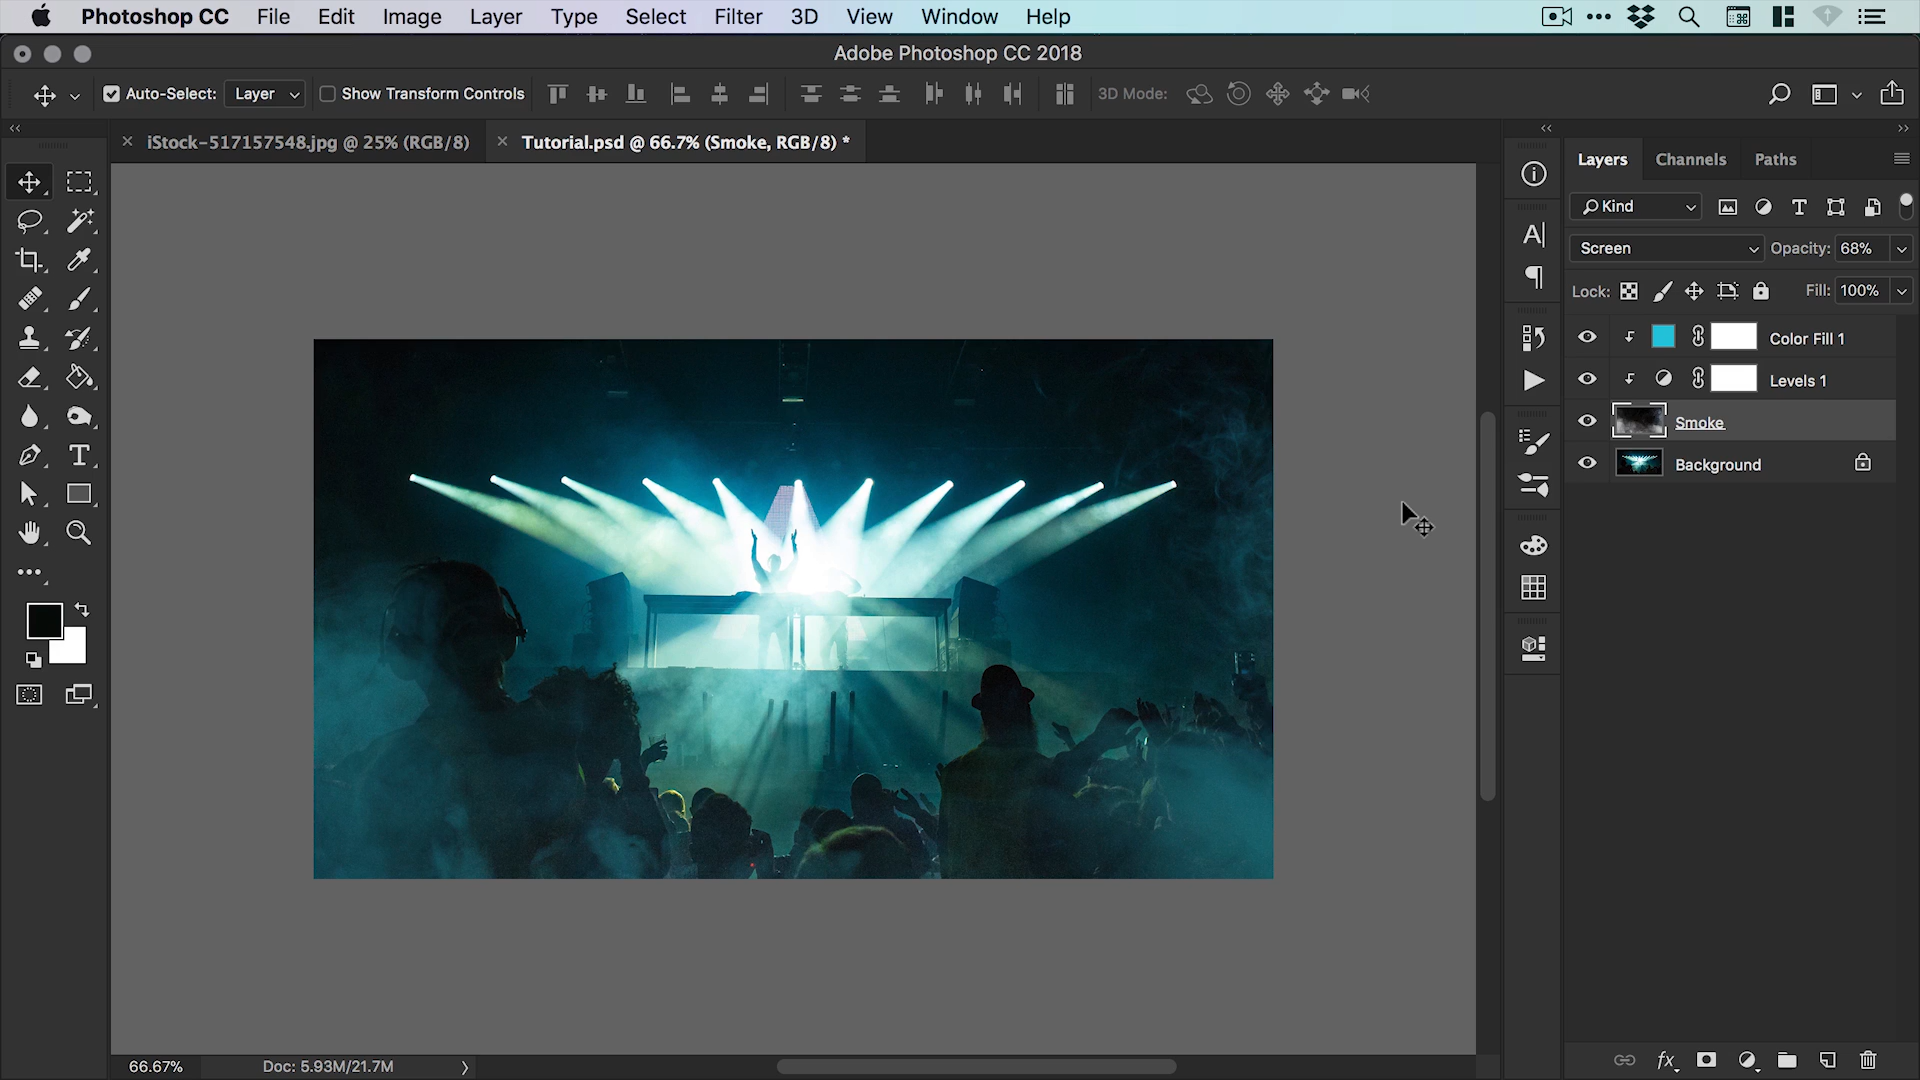 Photoshop CC File Edit Image Layer Type Select Filter 3D View Window Help
Adobe Photoshop CC 2018
Auto-Select: Layer Show Transform Controls 3D Mode:
iStock-517157548.jpg @ 25% (RGB/8) Tutorial.psd @ 66.7% (Smoke, RGB/8) *
Layers Channels Paths
Kind
Screen Opacity: 68%
Lock: Fill: 100%
Color Fill 1
Levels 1
Smoke
Background
66.67% Doc: 5.93M/21.7M